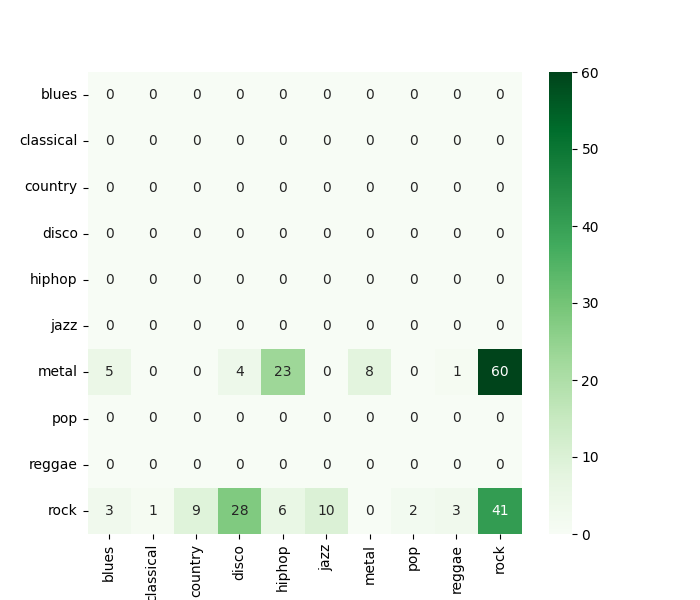 blues 0 0 0 0 0 0 0 0 0 0
classical 0 0 0 0 0 0 0 0 0 0
country 0 0 0 0 0 0 0 0 0 0
disco 0 0 0 0 0 0 0 0 0 0
hiphop 0 0 0 0 0 0 0 0 0 0
jazz 0 0 0 0 0 0 0 0 0 0
metal 5 0 0 4 23 0 8 0 1 60
pop 0 0 0 0 0 0 0 0 0 0
reggae 0 0 0 0 0 0 0 0 0 0
rock 3 1 9 28 6 10 0 2 3 41
blues classical country disco hiphop jazz metal pop reggae rock
60
50
40
30
20
10
0